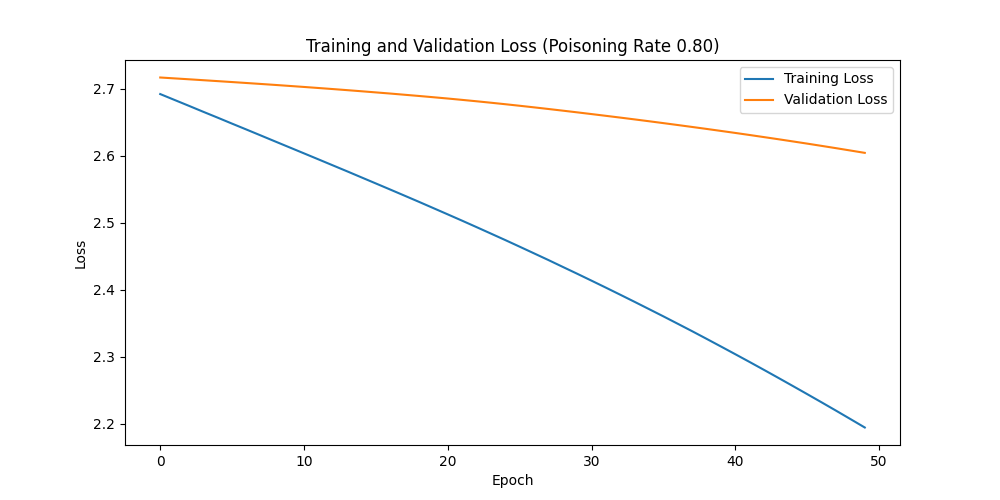 Training and Validation Loss (Poisoning Rate 0.80)
Training Loss
Validation Loss
2.7
2.6
2.5
2.4
2.3
2.2
Loss
0 10 20 30 40 50
Epoch